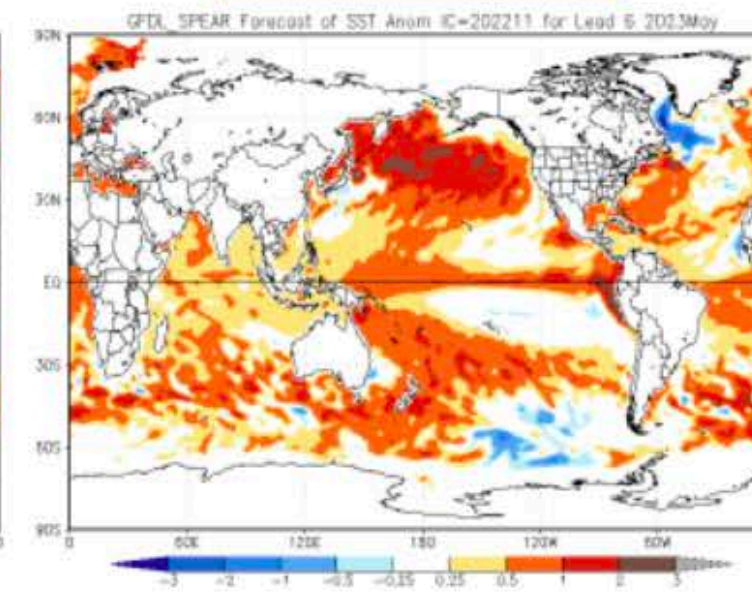 GFDL_SPEAR Forecast of SST Anom IC=202211 for Lead 6 2023May
90N
60N
30N
EQ
30S
60S
90S
0 60E 120E 180 120W 60W
-3 -2 -1 -0.5 -0.25 0.25 0.5 1 2 3